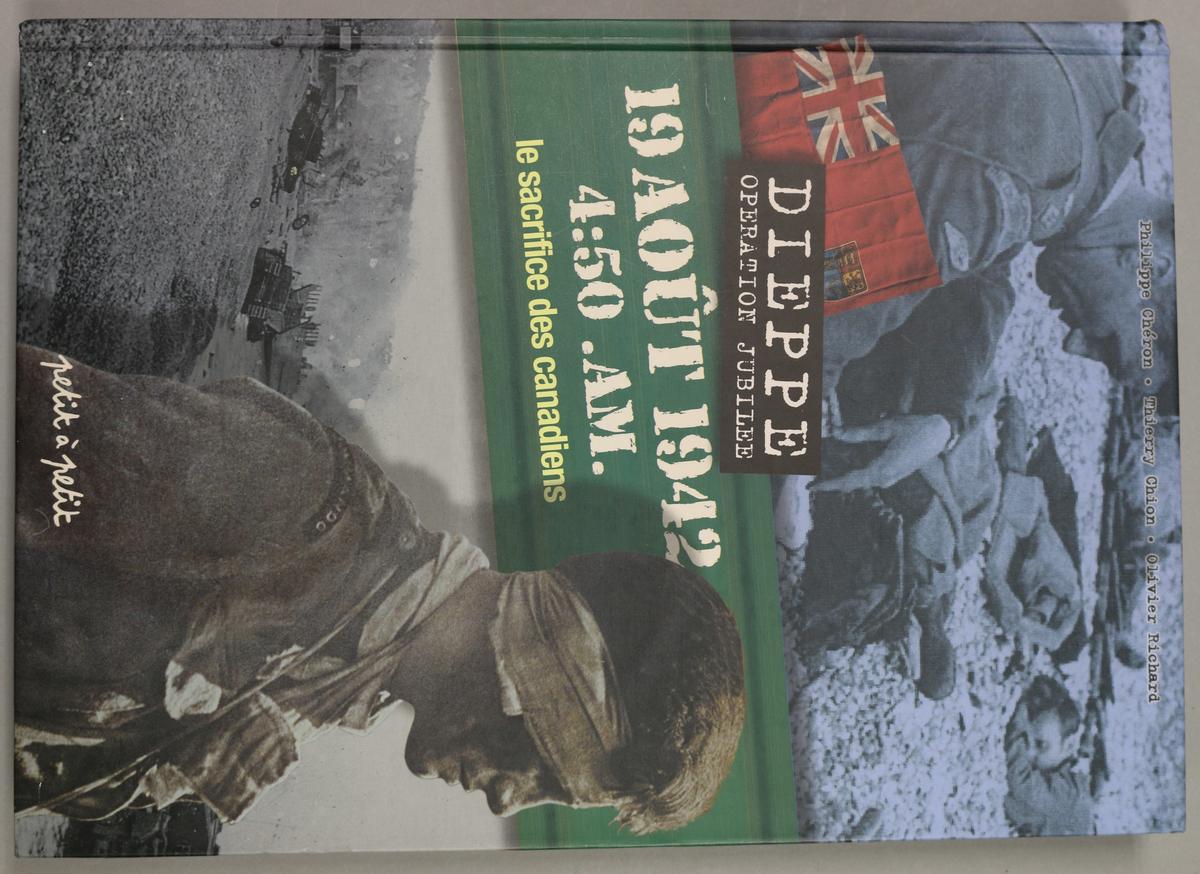 Philippe Chéron • Thierry Chion • Olivier Richard
DIEPPE
OPERATION JUBILEE
19 AOÛT 1942
4:50 .AM.
le sacrifice des canadiens
petit à petit